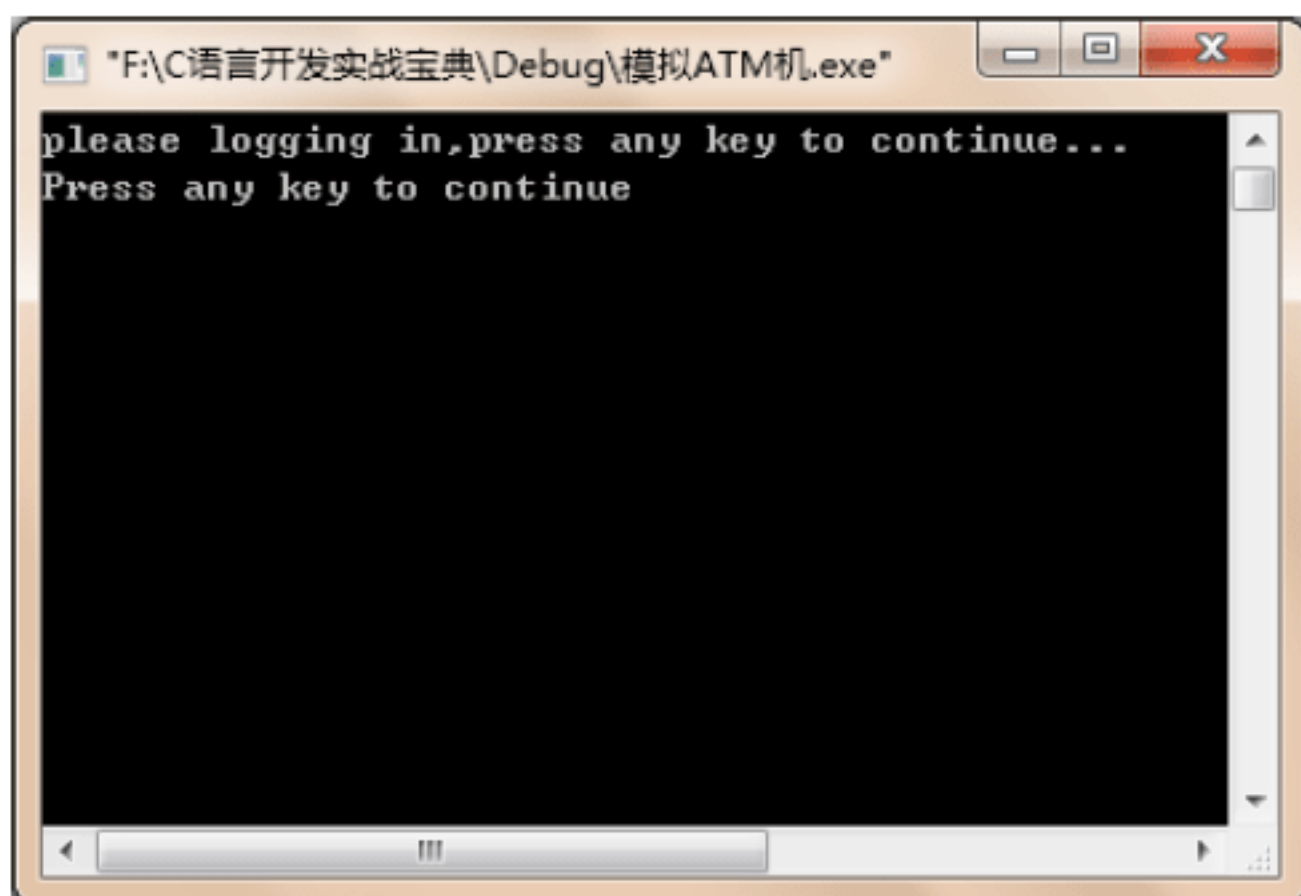 "F:\C语言开发实战宝典\Debug\模拟ATM机.exe"
please logging in,press any key to continue...
Press any key to continue